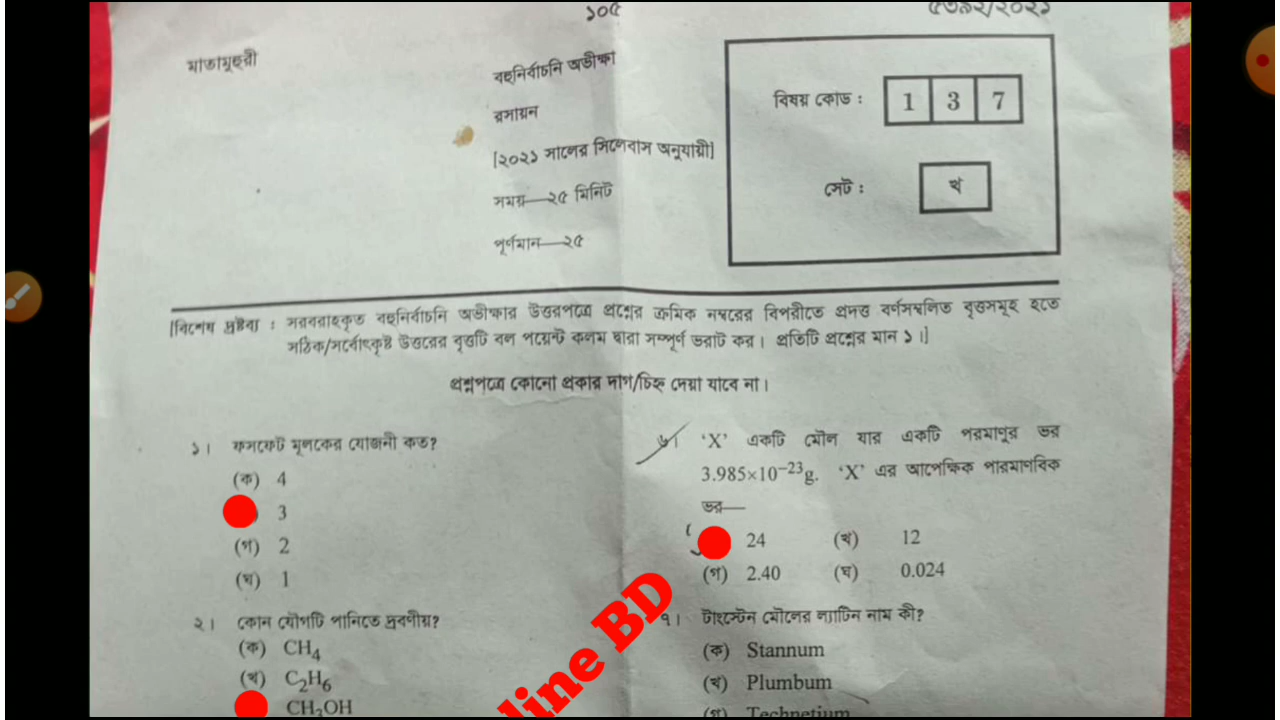 ১০৫
৫৩৯২/২০২১
মাতামুহুরী
বহুনির্বাচনি অভীক্ষা
রসায়ন
[২০২১ সালের সিলেবাস অনুযায়ী]
সময়—২৫ মিনিট
পূর্ণমান—২৫
বিষয় কোড : 1 3 7
সেট : খ
[বিশেষ দ্রষ্টব্য : সরবরাহকৃত বহুনির্বাচনি অভীক্ষার উত্তরপত্রে প্রশ্নের ক্রমিক নম্বরের বিপরীতে প্রদত্ত বর্ণসম্বলিত বৃত্তসমূহ হতে
সঠিক/সর্বোৎকৃষ্ট উত্তরের বৃত্তটি বল পয়েন্ট কলম দ্বারা সম্পূর্ণ ভরাট কর। প্রতিটি প্রশ্নের মান ১।]
প্রশ্নপত্রে কোনো প্রকার দাগ/চিহ্ন দেয়া যাবে না।
১। ফসফেট মূলকের যোজনী কত?
(ক) 4
3
(গ) 2
(ঘ) 1
২। কোন যৌগটি পানিতে দ্রবণীয়?
(ক) CH₄
(খ) C₂H₆
CH₃OH
৬। ‘X’ একটি মৌল যার একটি পরমাণুর ভর
3.985×10⁻²³g. ‘X’ এর আপেক্ষিক পারমাণবিক
ভর—
24 (খ) 12
(গ) 2.40 (ঘ) 0.024
৭। টাংস্টেন মৌলের ল্যাটিন নাম কী?
(ক) Stannum
(খ) Plumbum
(গ) Technetium
line BD